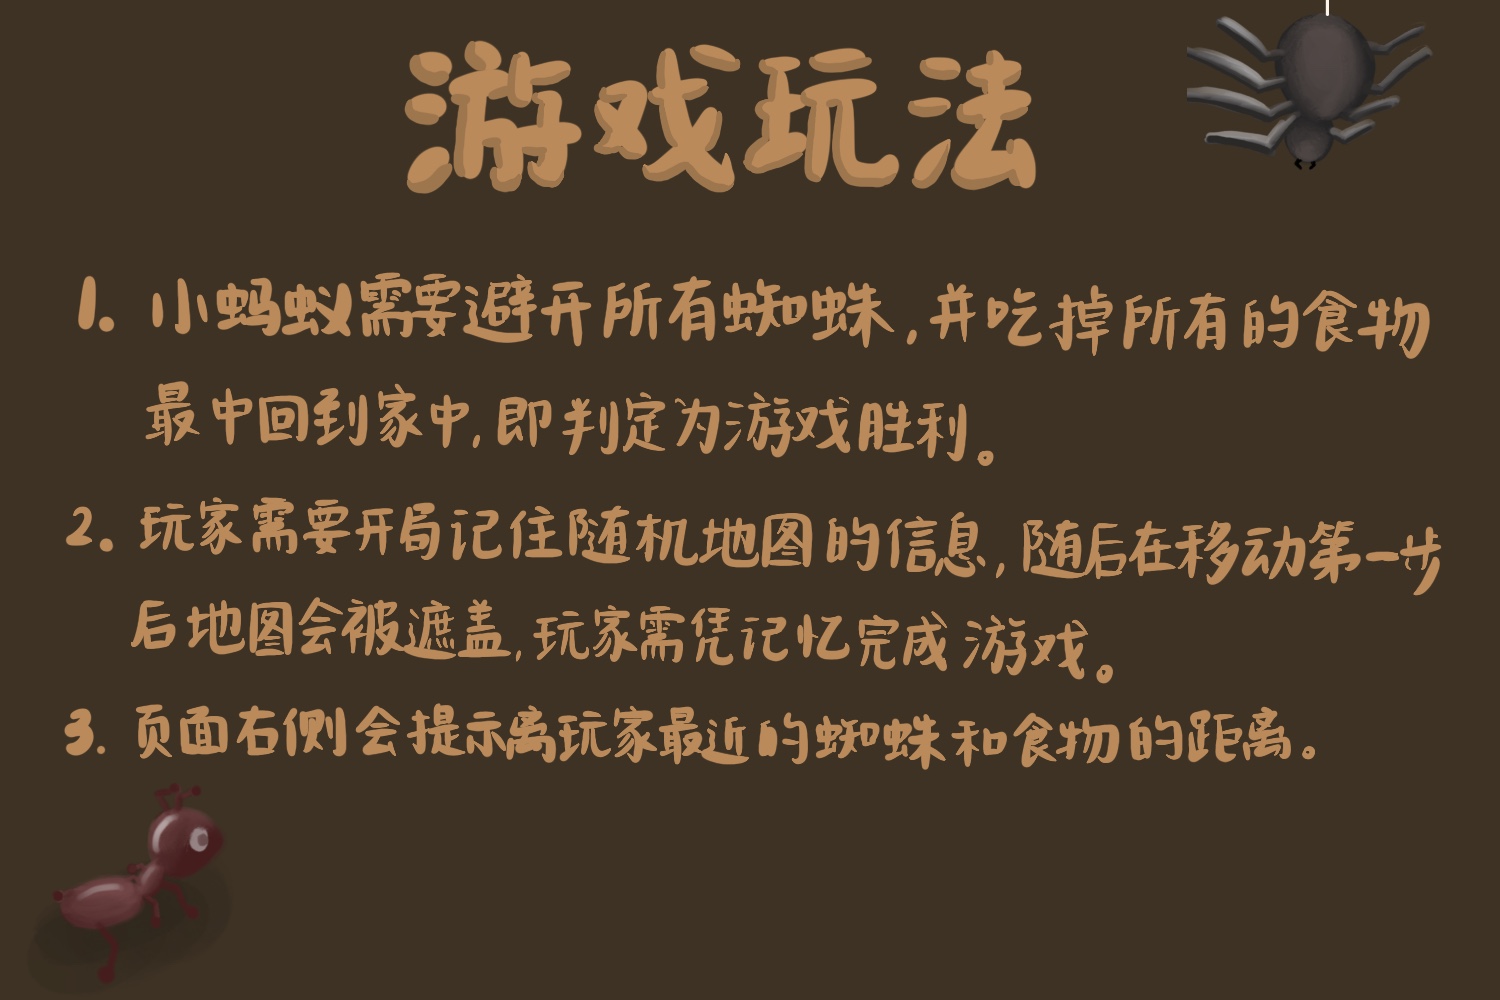 游戏玩法
1. 小蚂蚁需要避开所有蜘蛛,并吃掉所有的食物
最中回到家中,即判定为游戏胜利。
2. 玩家需要开局记住随机地图的信息,随后在移动第一步
后地图会被遮盖,玩家需凭记忆完成游戏。
3. 页面右侧会提示离玩家最近的蜘蛛和食物的距离。